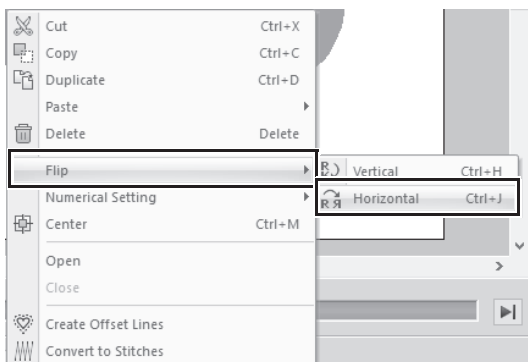 Cut Ctrl+X
Copy Ctrl+C
Duplicate Ctrl+D
Paste
Delete Delete
Flip
Vertical Ctrl+H
Numerical Setting
Horizontal Ctrl+J
Center Ctrl+M
Open
Close
Create Offset Lines
Convert to Stitches